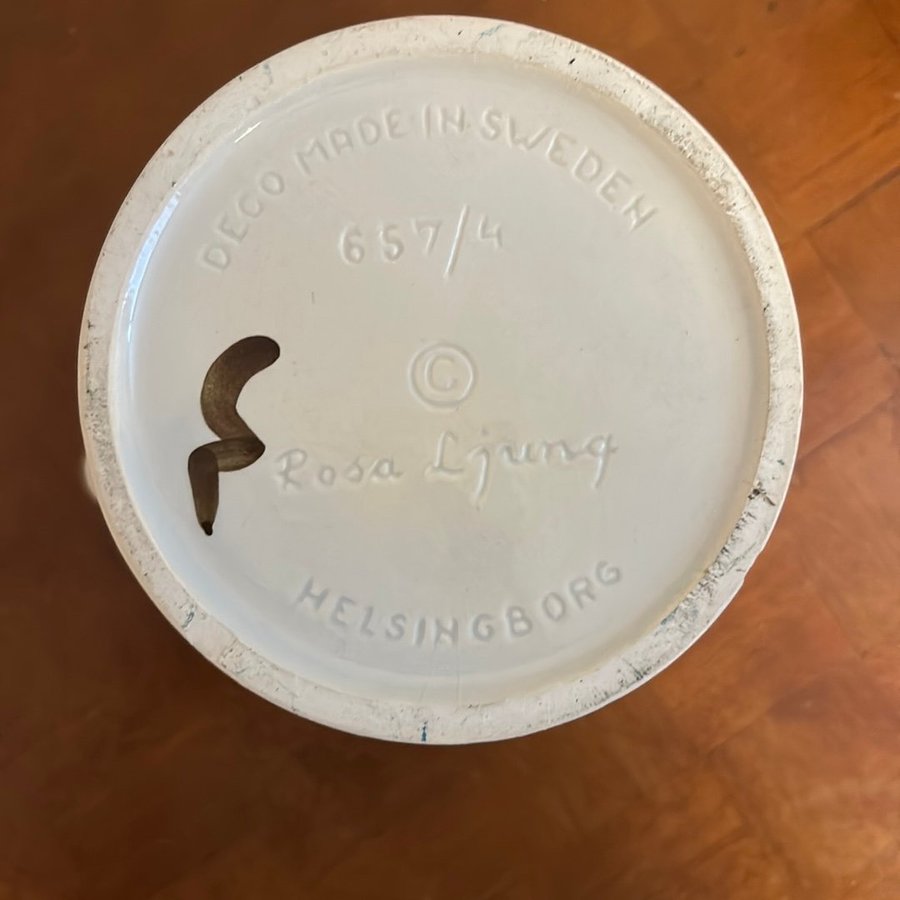 DECO MADE IN SWEDEN
657/4
©
Rosa Ljung
HELSINGBORG